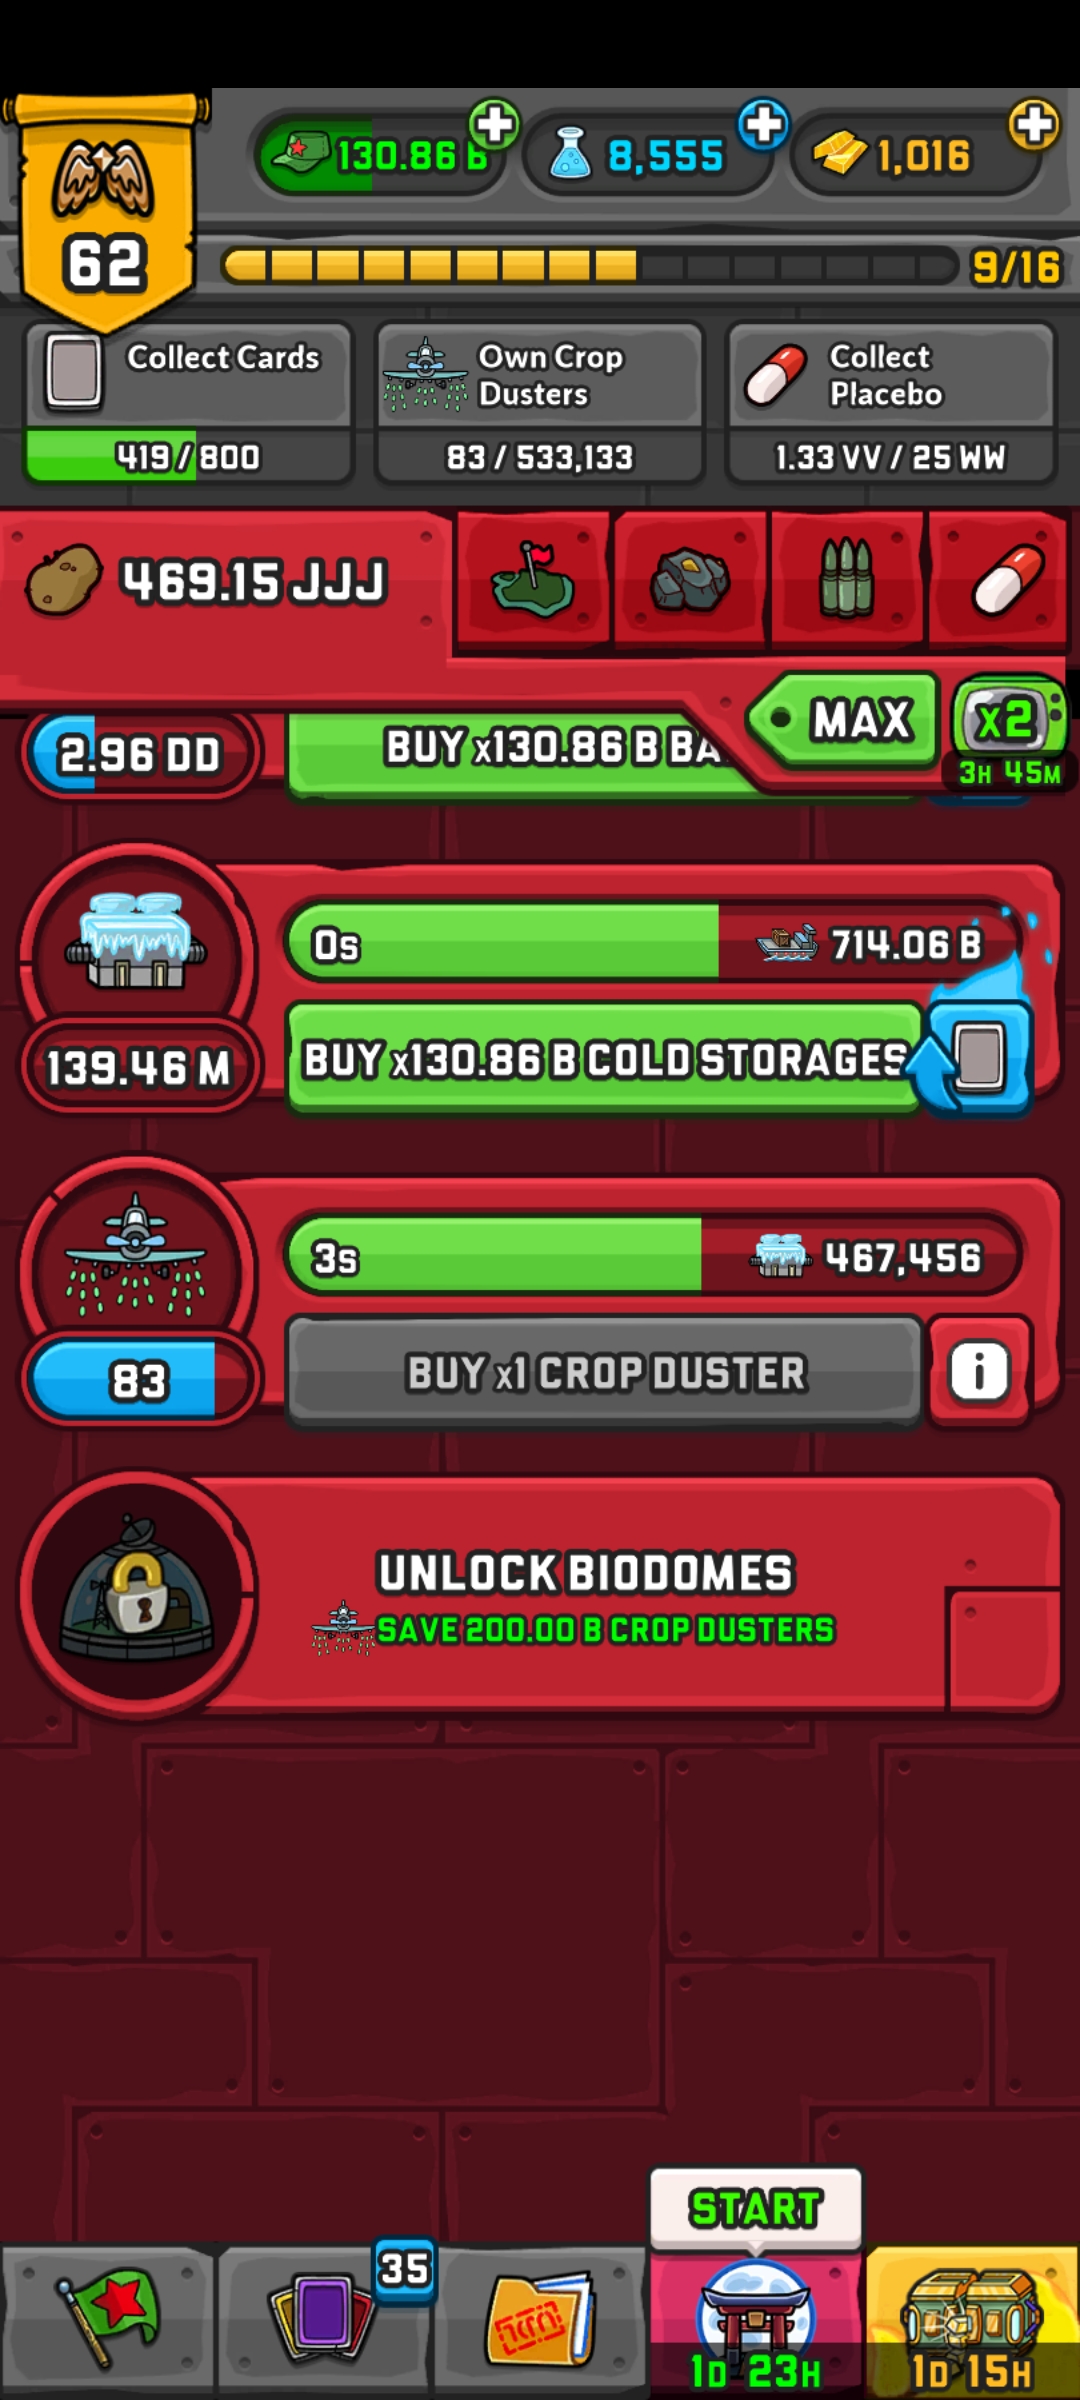 130.86 B
8,555
1,016
62
9/16
Collect Cards
419 / 800
Own Crop
Dusters
83 / 533,133
Collect
Placebo
1.33 VV / 25 WW
469.15 JJJ
MAX
x2
3H 45M
2.96 DD
BUY x130.86 B BA
0s
714.06 B
139.46 M
BUY x130.86 B COLD STORAGES
3s
467,456
83
BUY x1 CROP DUSTER
i
UNLOCK BIODOMES
SAVE 200.00 B CROP DUSTERS
START
35
1D 23H
1D 15H